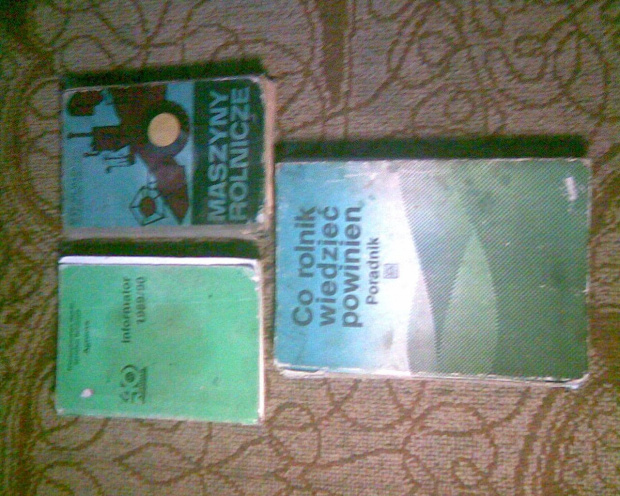 MASZYNY
ROLNICZE
Informator
1989/90
Co rolnik
wiedzieć
powinien
Poradnik